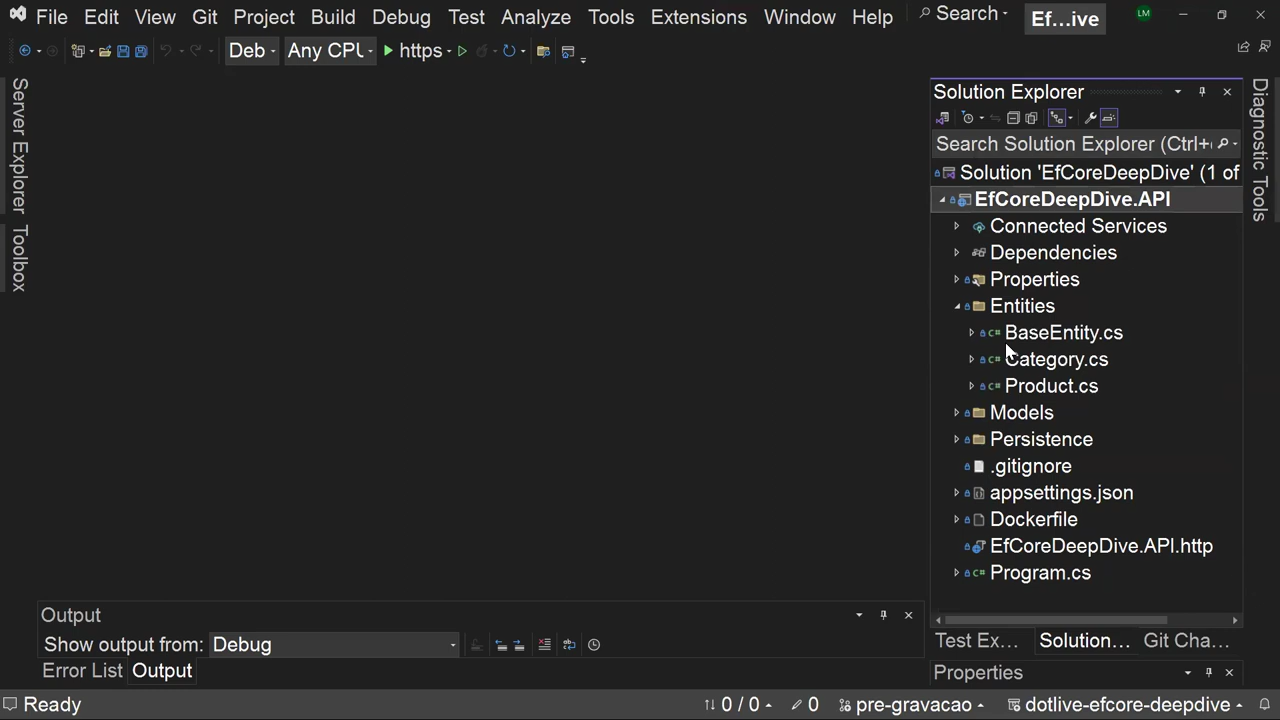 File Edit View Git Project Build Debug Test Analyze Tools Extensions Window Help Search Ef...ive LM
Deb Any CPU https
Server Explorer
Toolbox
Solution Explorer
Search Solution Explorer (Ctrl+
Solution 'EfCoreDeepDive' (1 of
EfCoreDeepDive.API
Connected Services
Dependencies
Properties
Entities
C# BaseEntity.cs
C# Category.cs
C# Product.cs
Models
Persistence
.gitignore
appsettings.json
Dockerfile
EfCoreDeepDive.API.http
C# Program.cs
Test Ex... Solution... Git Cha...
Properties
Diagnostic Tools
Output
Show output from: Debug
Error List Output
Ready 0 / 0 0 pre-gravacao dotlive-efcore-deepdive